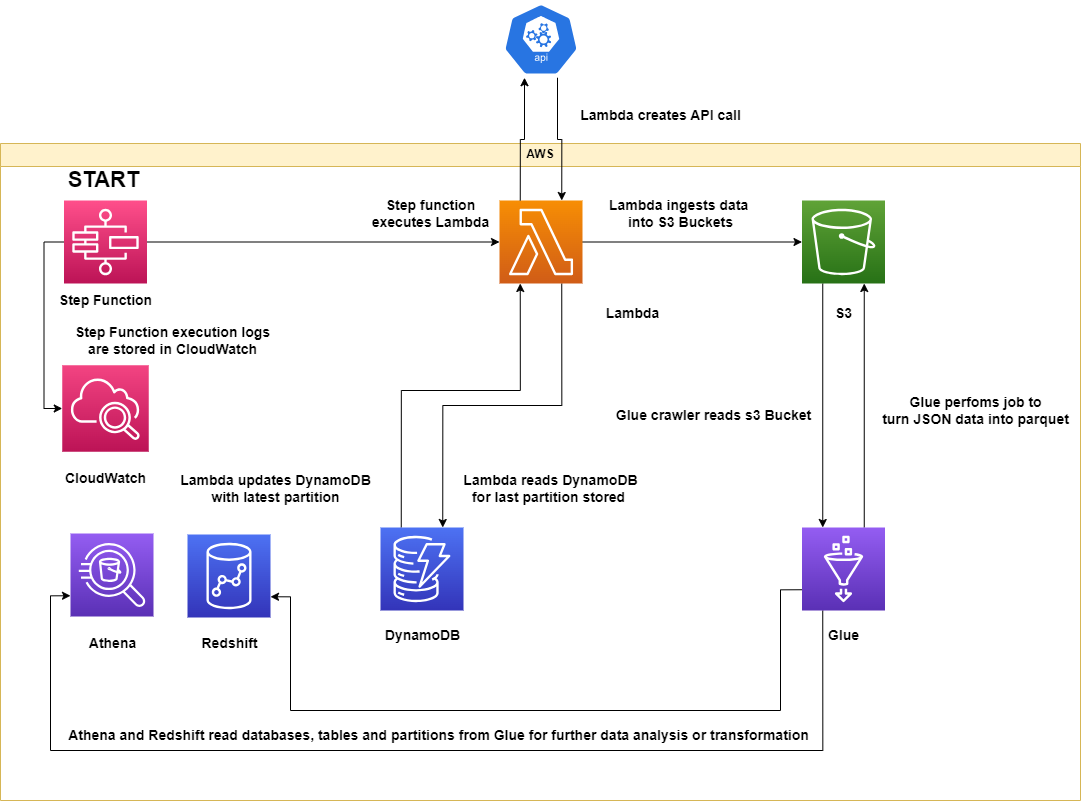 api
Lambda creates API call
AWS
START
Step function
executes Lambda
Lambda ingests data
into S3 Buckets
Step Function
Lambda
S3
Step Function execution logs
are stored in CloudWatch
Glue crawler reads s3 Bucket
Glue perfoms job to
turn JSON data into parquet
CloudWatch
Lambda updates DynamoDB
with latest partition
Lambda reads DynamoDB
for last partition stored
Athena
Redshift
DynamoDB
Glue
Athena and Redshift read databases, tables and partitions from Glue for further data analysis or transformation